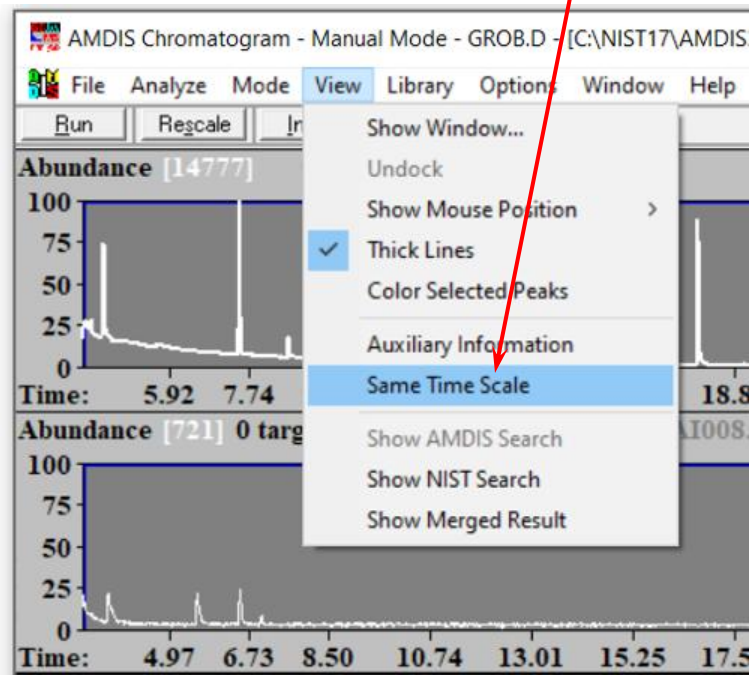 AMDIS Chromatogram - Manual Mode - GROB.D - [C:\NIST17\AMDIS
File Analyze Mode View Library Options Window Help
Run Rescale
Show Window...
Undock
Show Mouse Position >
Thick Lines
Color Selected Peaks
Auxiliary Information
Same Time Scale
Show AMDIS Search
Show NIST Search
Show Merged Result
Abundance [14777]
100
75
50
25
0
Time: 5.92 7.74 18.8
Abundance [721] 0 targ AI008.
100
75
50
25
0
Time: 4.97 6.73 8.50 10.74 13.01 15.25 17.5